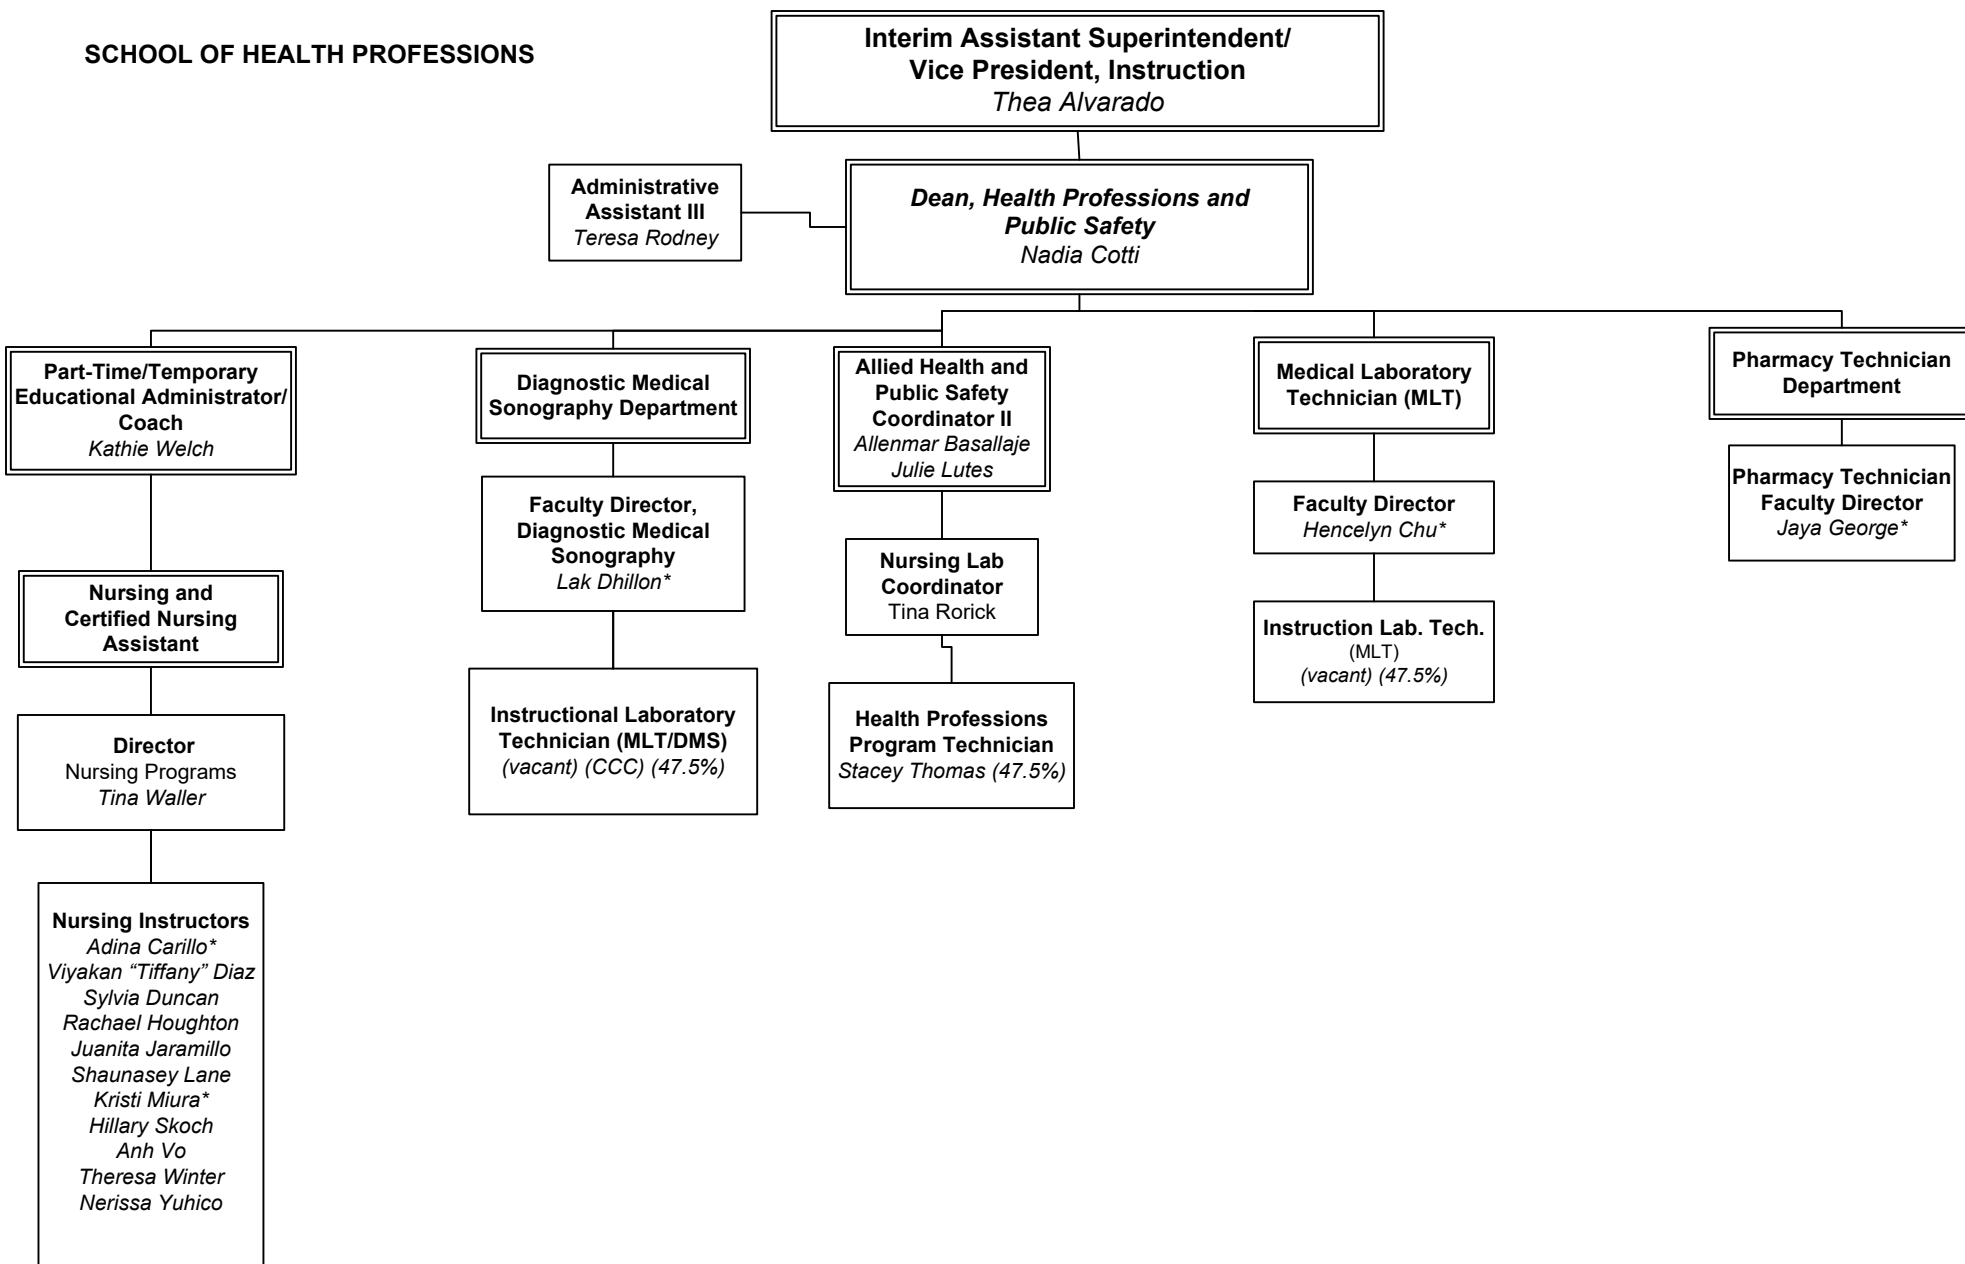 SCHOOL OF HEALTH PROFESSIONS
Interim Assistant Superintendent/
Vice President, Instruction
Thea Alvarado
Administrative
Assistant III
Teresa Rodney
Dean, Health Professions and
Public Safety
Nadia Cotti
Part-Time/Temporary
Educational Administrator/
Coach
Kathie Welch
Nursing and
Certified Nursing
Assistant
Director
Nursing Programs
Tina Waller
Nursing Instructors
Adina Carillo*
Viyakan “Tiffany” Diaz
Sylvia Duncan
Rachael Houghton
Juanita Jaramillo
Shaunasey Lane
Kristi Miura*
Hillary Skoch
Anh Vo
Theresa Winter
Nerissa Yuhico
Diagnostic Medical
Sonography Department
Faculty Director,
Diagnostic Medical
Sonography
Lak Dhillon*
Instructional Laboratory
Technician (MLT/DMS)
(vacant) (CCC) (47.5%)
Allied Health and
Public Safety
Coordinator II
Allenmar Basallaje
Julie Lutes
Nursing Lab
Coordinator
Tina Rorick
Health Professions
Program Technician
Stacey Thomas (47.5%)
Medical Laboratory
Technician (MLT)
Faculty Director
Hencelyn Chu*
Instruction Lab. Tech.
(MLT)
(vacant) (47.5%)
Pharmacy Technician
Department
Pharmacy Technician
Faculty Director
Jaya George*